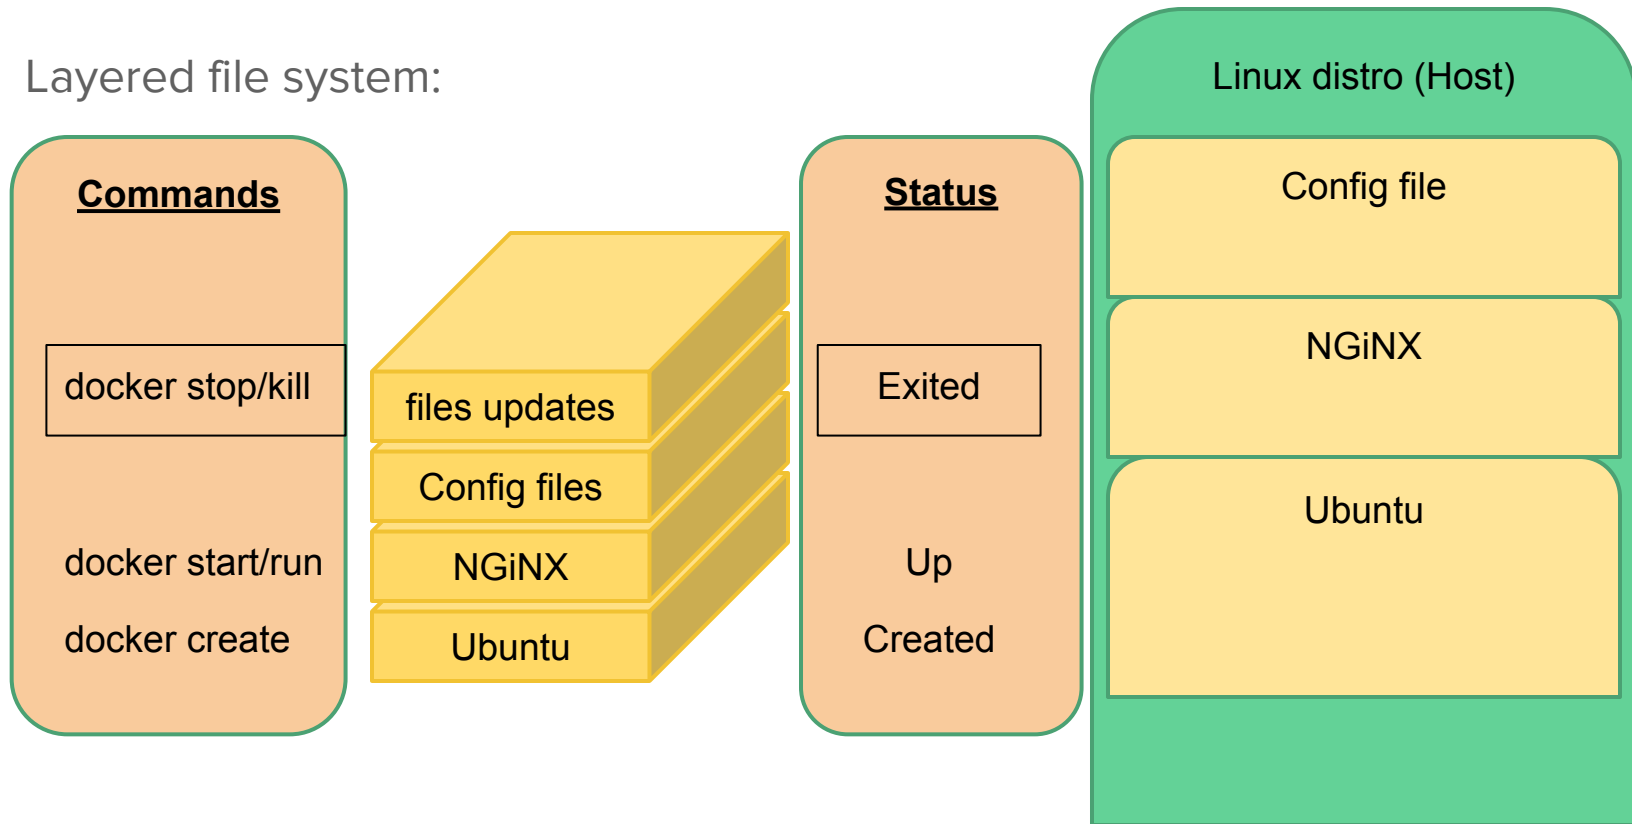 Layered file system:
Commands
docker stop/kill
docker start/run
docker create
files updates
Config files
NGiNX
Ubuntu
Status
Exited
Up
Created
Linux distro (Host)
Config file
NGiNX
Ubuntu